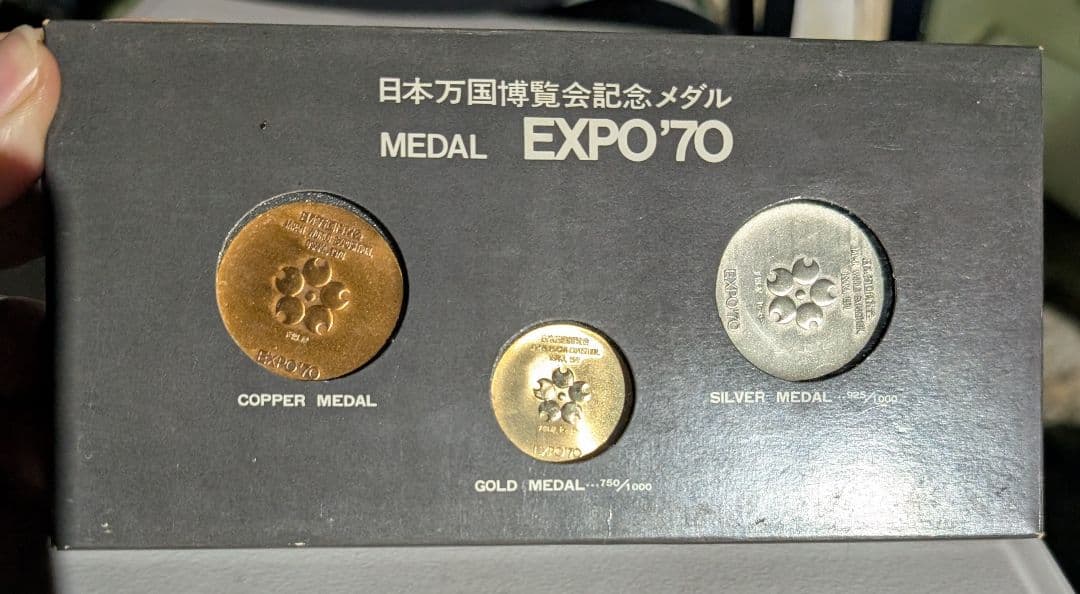 日本万国博覧会記念メダル
MEDAL EXPO'70
EXPO'70
COPPER MEDAL
EXPO'70
GOLD MEDAL...750/1000
EXPO'70
SILVER MEDAL...925/1000